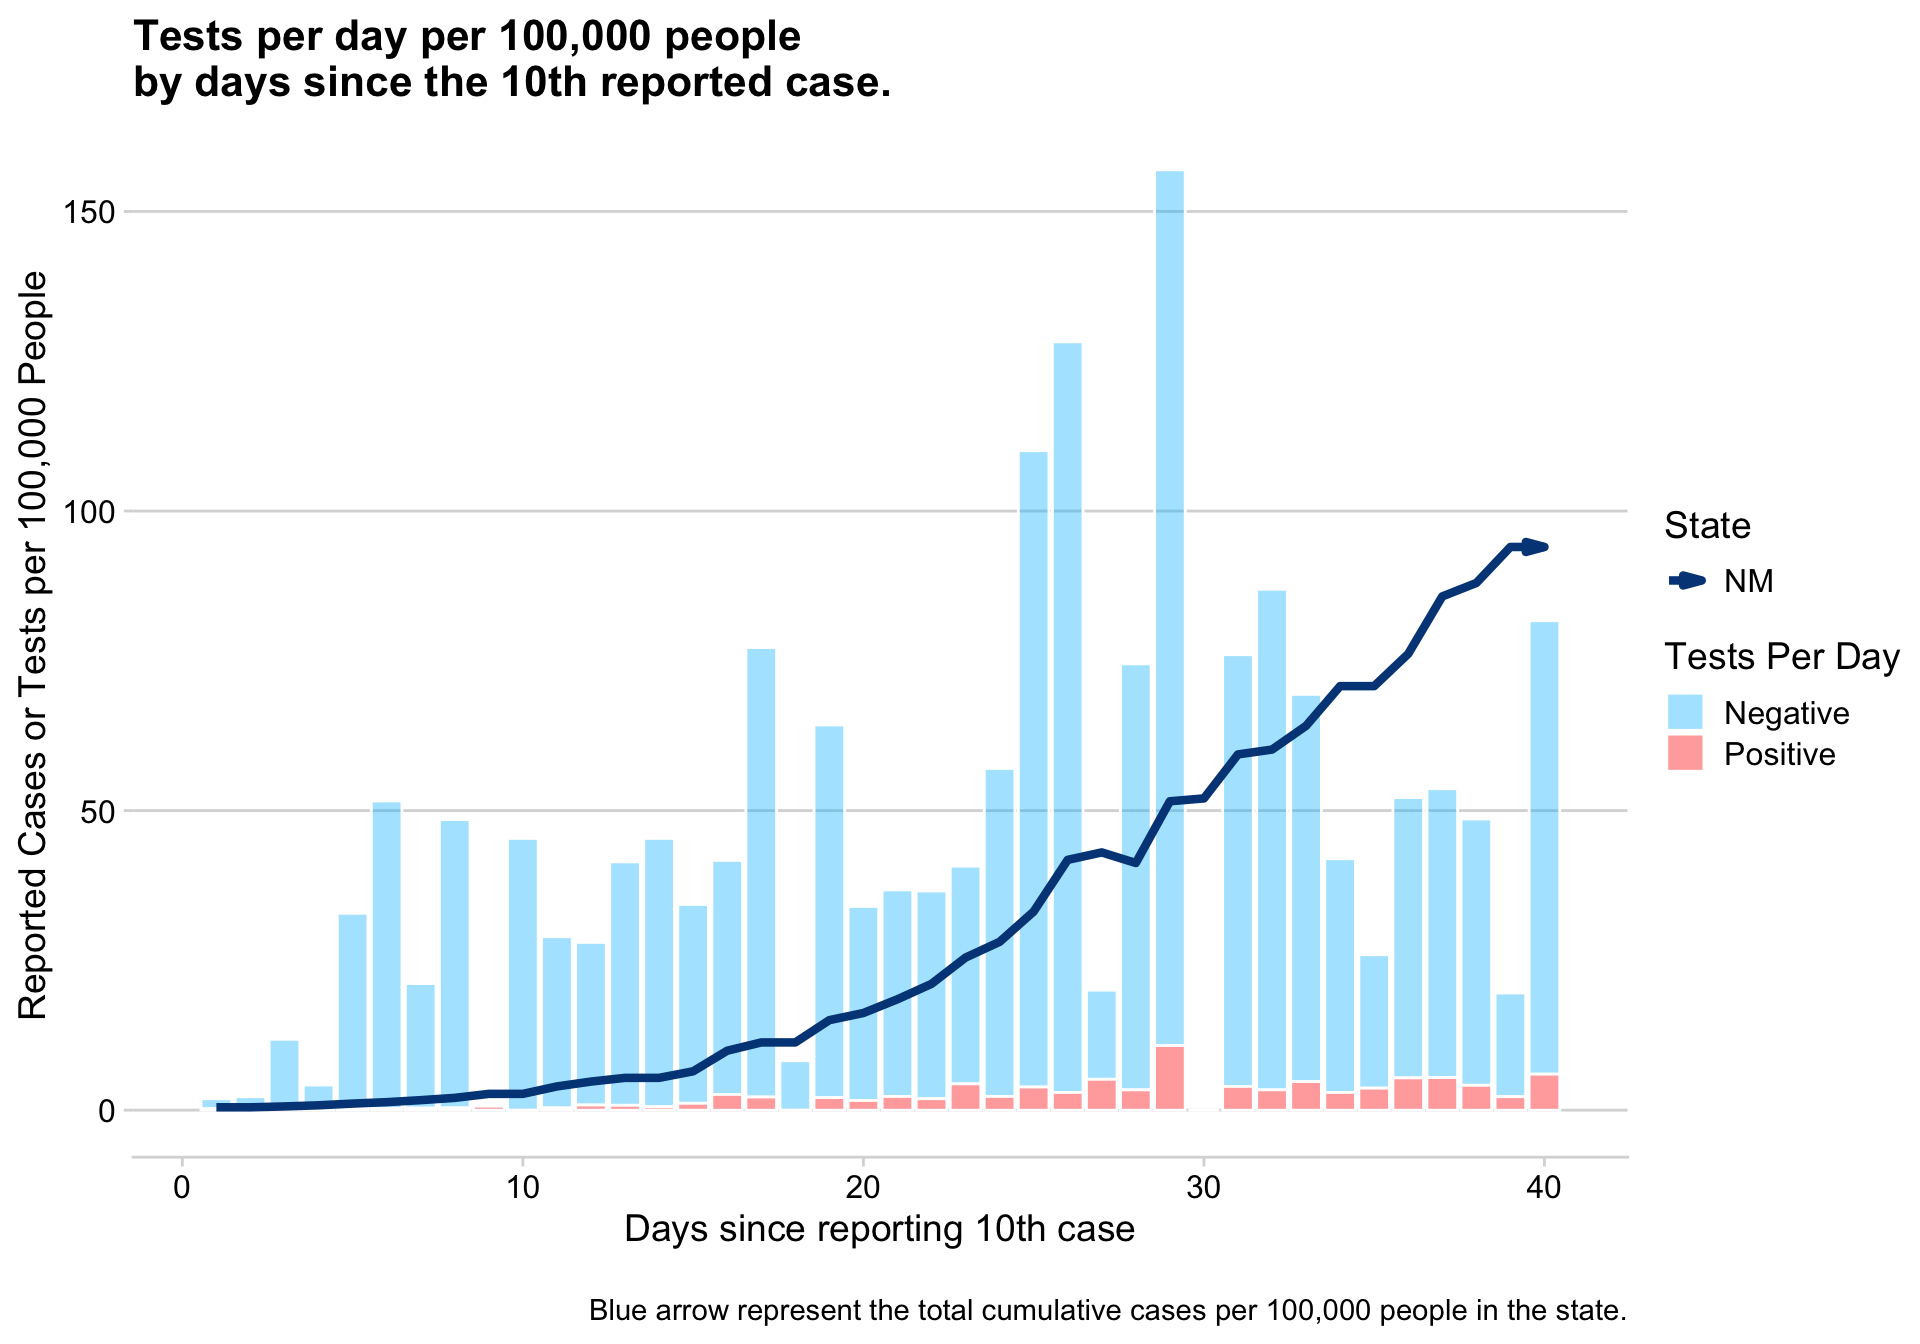 Tests per day per 100,000 people
by days since the 10th reported case.
Reported Cases or Tests per 100,000 People
150
100
50
0
0
10
20
30
40
Days since reporting 10th case
State
NM
Tests Per Day
Negative
Positive
Blue arrow represent the total cumulative cases per 100,000 people in the state.